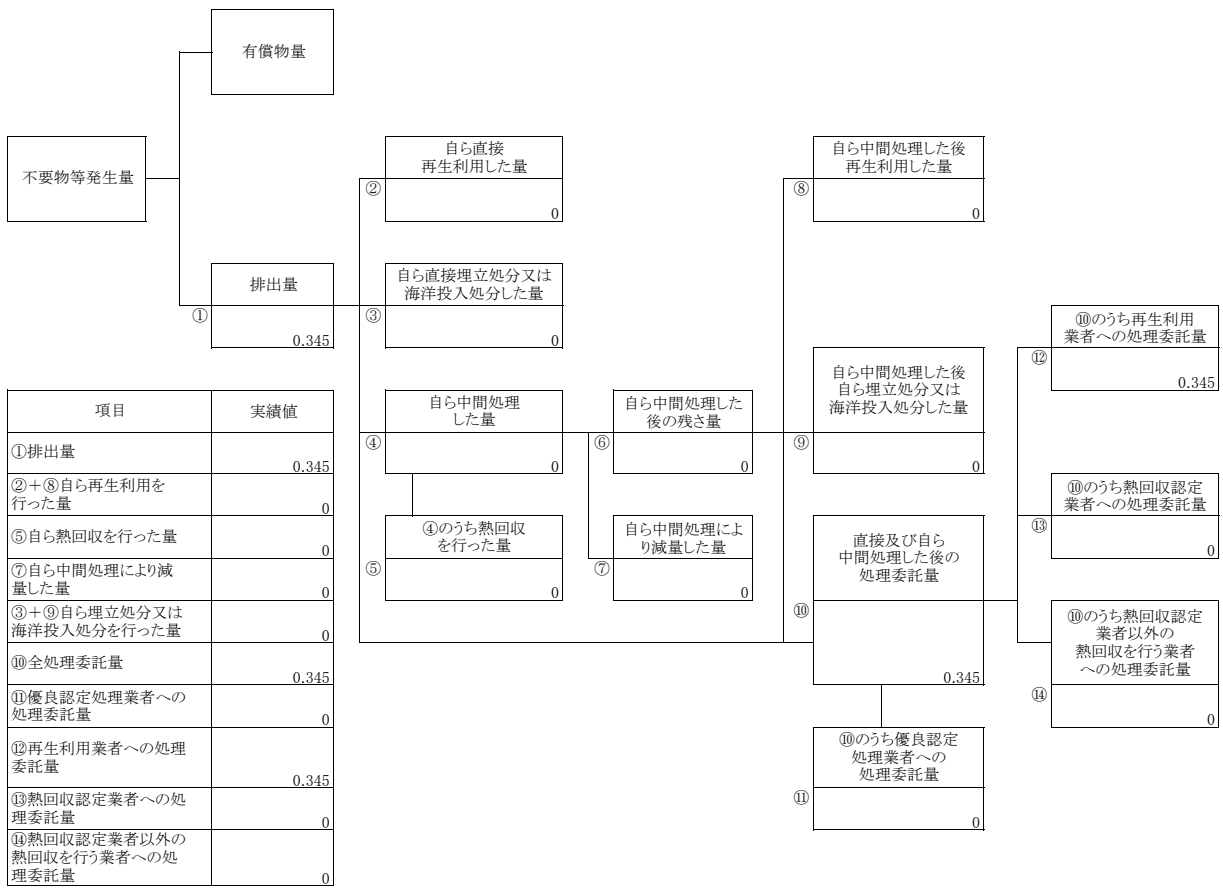 有償物量
不要物等発生量
排出量
①
0.345
自ら直接
再生利用した量
②
0
自ら直接埋立処分又は
海洋投入処分した量
③
0
自ら中間処理
した量
④
0
④のうち熱回収
を行った量
⑤
0
自ら中間処理した
後の残さ量
⑥
0
自ら中間処理によ
り減量した量
⑦
0
自ら中間処理した後
再生利用した量
⑧
0
自ら中間処理した後
自ら埋立処分又は
海洋投入処分した量
⑨
0
直接及び自ら
中間処理した後の
処理委託量
⑩
0.345
⑩のうち優良認定
処理業者への
処理委託量
⑪
0
⑩のうち再生利用
業者への処理委託量
⑫
0.345
⑩のうち熱回収認定
業者への処理委託量
⑬
0
⑩のうち熱回収認定
業者以外の
熱回収を行う業者
への処理委託量
⑭
0
項目 実績値
①排出量
0.345
②+⑧自ら再生利用を
行った量
0
⑤自ら熱回収を行った量
0
⑦自ら中間処理により減
量した量
0
③+⑨自ら埋立処分又は
海洋投入処分を行った量
0
⑩全処理委託量
0.345
⑪優良認定処理業者への
処理委託量
0
⑫再生利用業者への処理
委託量
0.345
⑬熱回収認定業者への処
理委託量
0
⑭熱回収認定業者以外の
熱回収を行う業者への処
理委託量
0